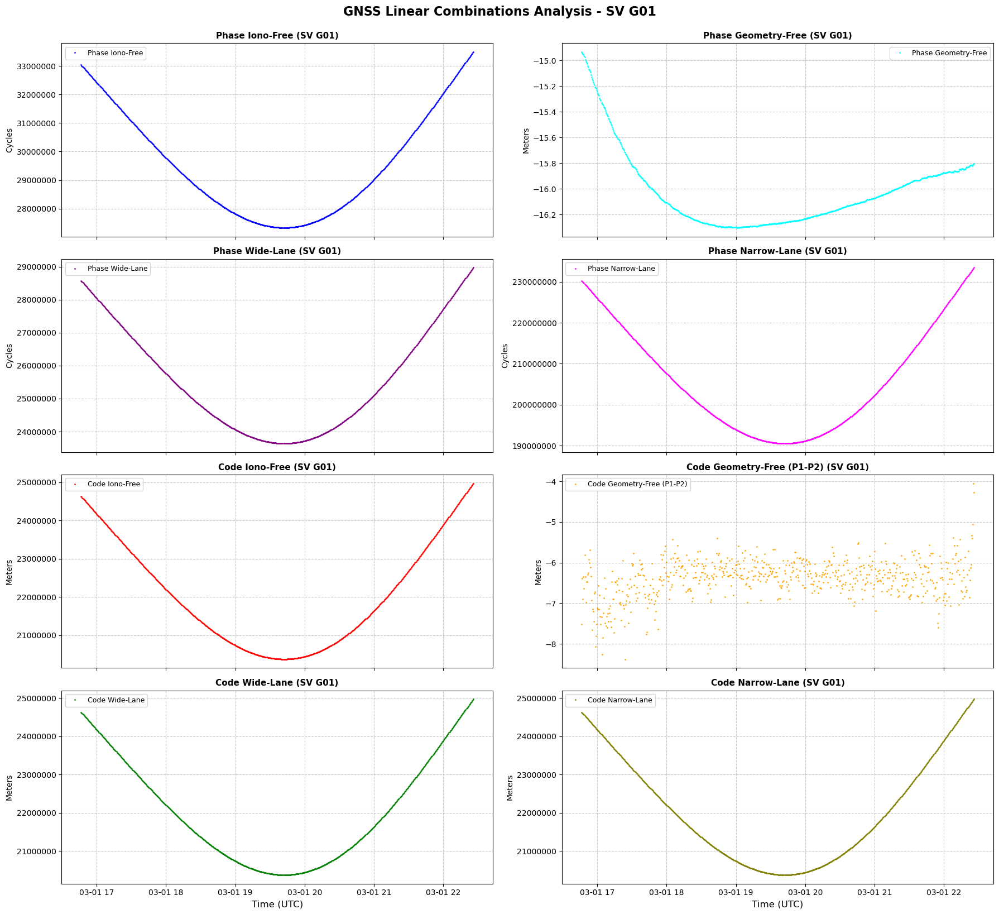 GNSS Linear Combinations Analysis - SV G01
Phase Iono-Free (SV G01)
Phase Iono-Free
33000000
32000000
31000000
30000000
29000000
28000000
Cycles
Phase Geometry-Free (SV G01)
Phase Geometry-Free
−15.0
−15.2
−15.4
−15.6
−15.8
−16.0
−16.2
Meters
Phase Wide-Lane (SV G01)
Phase Wide-Lane
29000000
28000000
27000000
26000000
25000000
24000000
Cycles
Phase Narrow-Lane (SV G01)
Phase Narrow-Lane
230000000
220000000
210000000
200000000
190000000
Cycles
Code Iono-Free (SV G01)
Code Iono-Free
25000000
24000000
23000000
22000000
21000000
Meters
Code Geometry-Free (P1-P2) (SV G01)
Code Geometry-Free (P1-P2)
−4
−5
−6
−7
−8
Meters
Code Wide-Lane (SV G01)
Code Wide-Lane
25000000
24000000
23000000
22000000
21000000
Meters
03-01 17 03-01 18 03-01 19 03-01 20 03-01 21 03-01 22
Time (UTC)
Code Narrow-Lane (SV G01)
Code Narrow-Lane
25000000
24000000
23000000
22000000
21000000
Meters
03-01 17 03-01 18 03-01 19 03-01 20 03-01 21 03-01 22
Time (UTC)